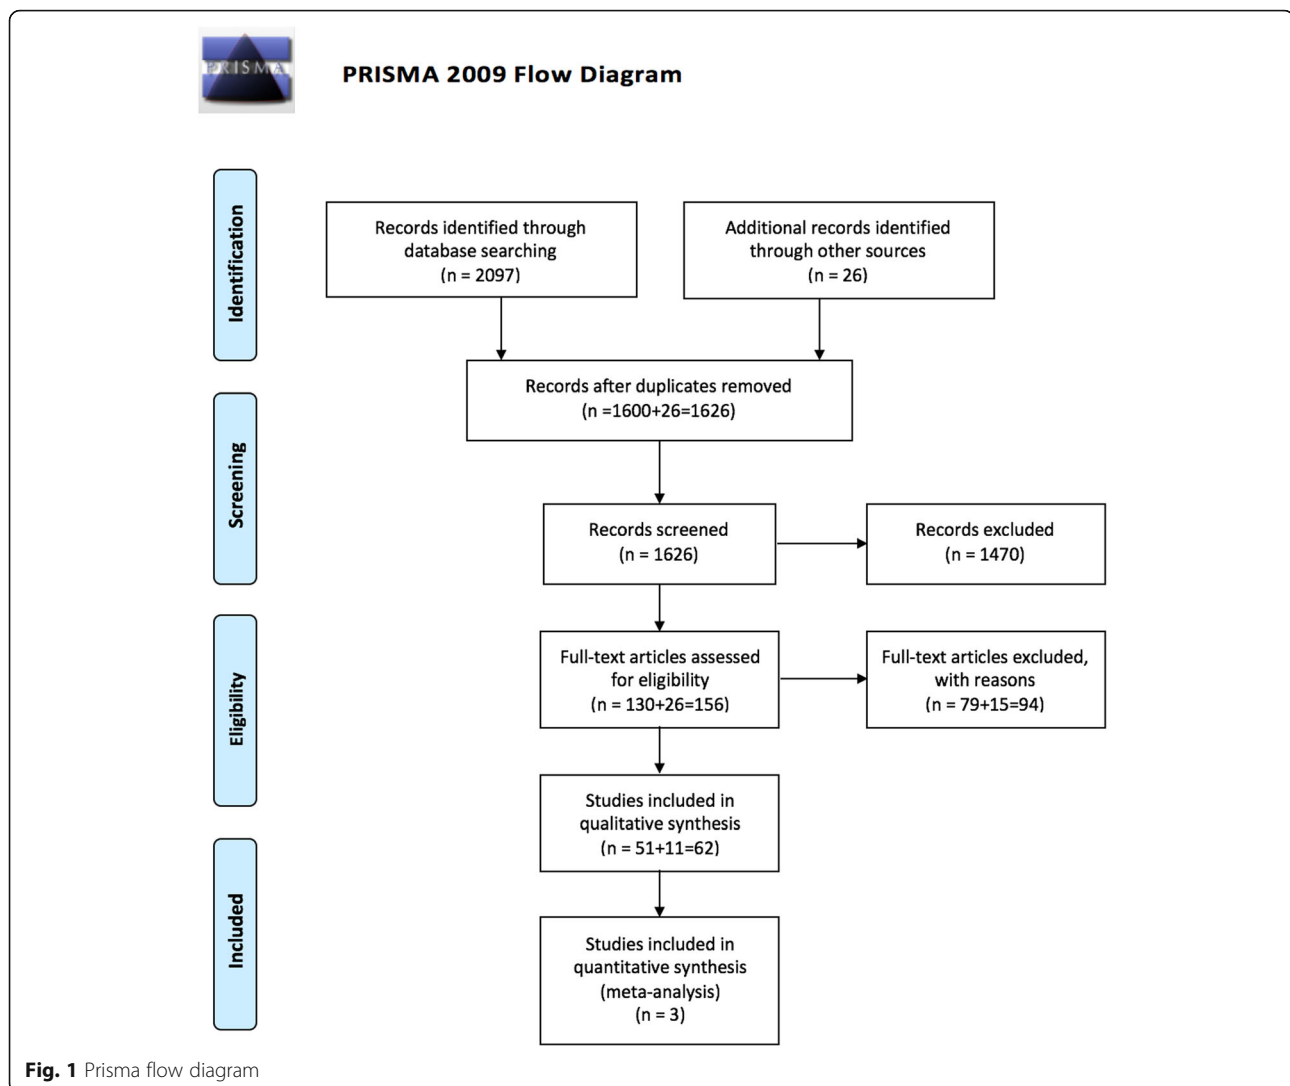 PRISMA
PRISMA 2009 Flow Diagram
Identification
Records identified through
database searching
(n = 2097)
Additional records identified
through other sources
(n = 26)
Records after duplicates removed
(n =1600+26=1626)
Screening
Records screened
(n = 1626)
Records excluded
(n = 1470)
Eligibility
Full-text articles assessed
for eligibility
(n = 130+26=156)
Full-text articles excluded,
with reasons
(n = 79+15=94)
Studies included in
qualitative synthesis
(n = 51+11=62)
Included
Studies included in
quantitative synthesis
(meta-analysis)
(n = 3)
Fig. 1 Prisma flow diagram